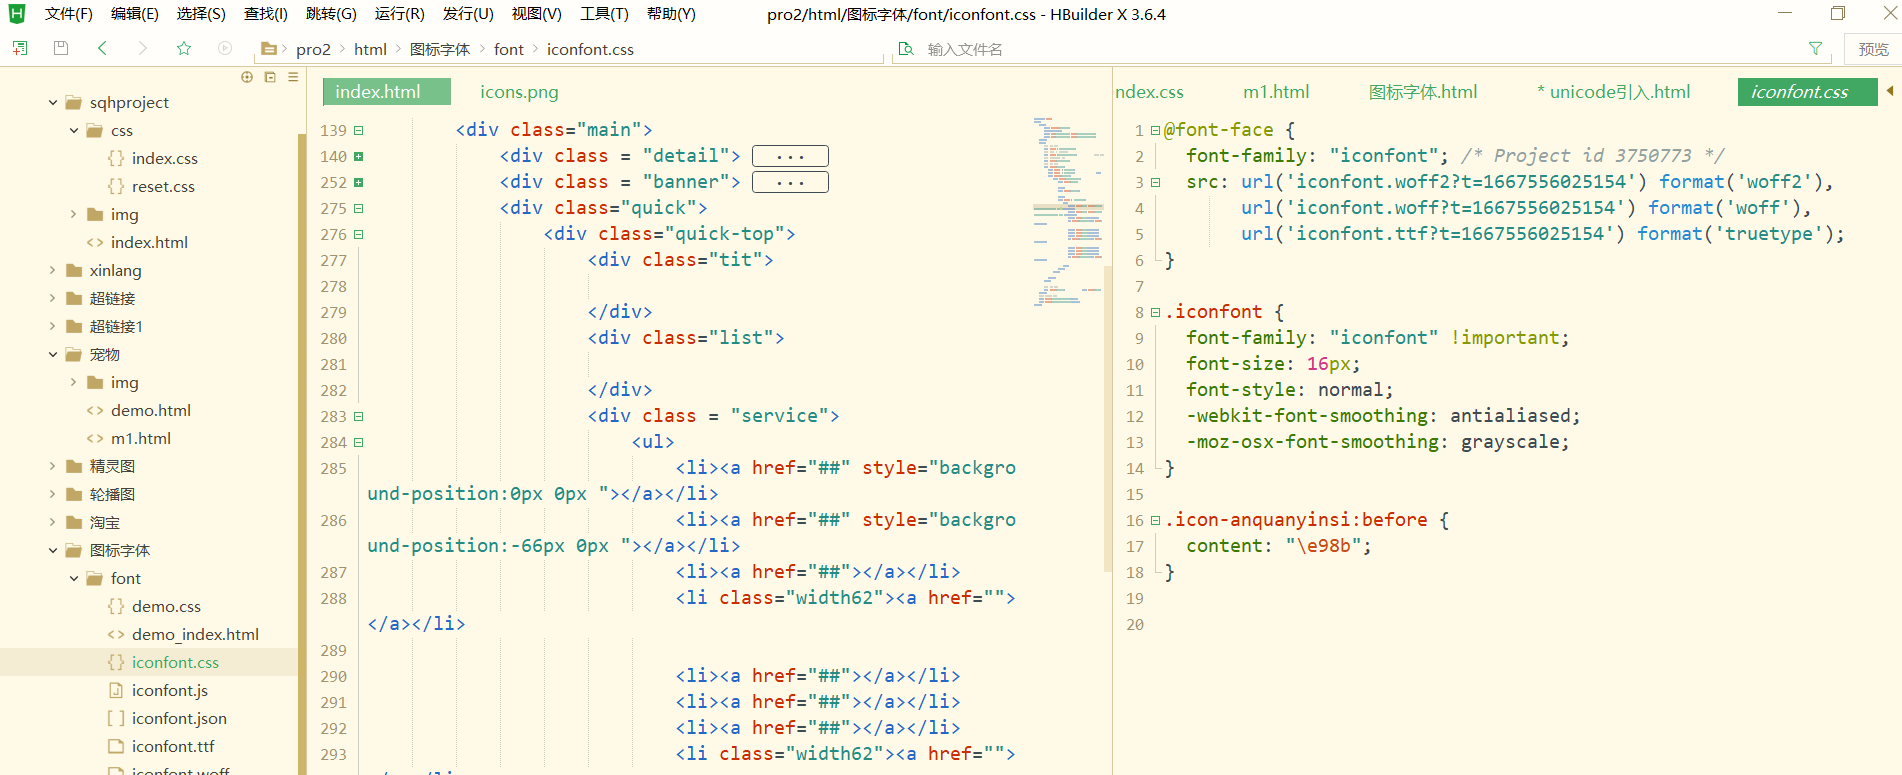 文件(F) 编辑(E) 选择(S) 查找(I) 跳转(G) 运行(R) 发行(U) 视图(V) 工具(T) 帮助(Y) pro2/html/图标字体/font/iconfont.css - HBuilder X 3.6.4
pro2 html 图标字体 font iconfont.css 输入文件名 预览
sqhproject
css
index.css
reset.css
img
index.html
xinlang
超链接
超链接1
宠物
img
demo.html
m1.html
精灵图
轮播图
淘宝
图标字体
font
demo.css
demo_index.html
iconfont.css
iconfont.js
iconfont.json
iconfont.ttf
iconfont.woff
index.html icons.png
139 <div class="main">
140 <div class = "detail"> ...
252 <div class = "banner"> ...
275 <div class="quick">
276 <div class="quick-top">
277 <div class="tit">
278
279 </div>
280 <div class="list">
281
282 </div>
283 <div class = "service">
284 <ul>
285 <li><a href="##" style="backgro
und-position:0px 0px "></a></li>
286 <li><a href="##" style="backgro
und-position:-66px 0px "></a></li>
287 <li><a href="##"></a></li>
288 <li class="width62"><a href="">
</a></li>
289
290 <li><a href="##"></a></li>
291 <li><a href="##"></a></li>
292 <li><a href="##"></a></li>
293 <li class="width62"><a href="">
ndex.css m1.html 图标字体.html * unicode引入.html iconfont.css
1 @font-face {
2 font-family: "iconfont"; /* Project id 3750773 */
3 src: url('iconfont.woff2?t=1667556025154') format('woff2'),
4 url('iconfont.woff?t=1667556025154') format('woff'),
5 url('iconfont.ttf?t=1667556025154') format('truetype');
6 }
7
8 .iconfont {
9 font-family: "iconfont" !important;
10 font-size: 16px;
11 font-style: normal;
12 -webkit-font-smoothing: antialiased;
13 -moz-osx-font-smoothing: grayscale;
14 }
15
16 .icon-anquanyinsi:before {
17 content: "\e98b";
18 }
19
20